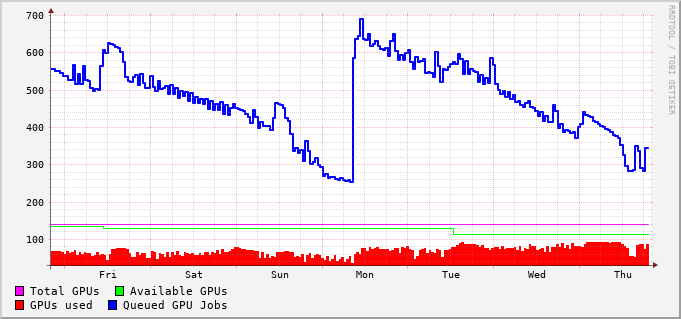 700
600
500
400
300
200
100
Fri Sat Sun Mon Tue Wed Thu
Total GPUs Available GPUs
GPUs used Queued GPU Jobs
RRDTOOL / TOBI OETIKER